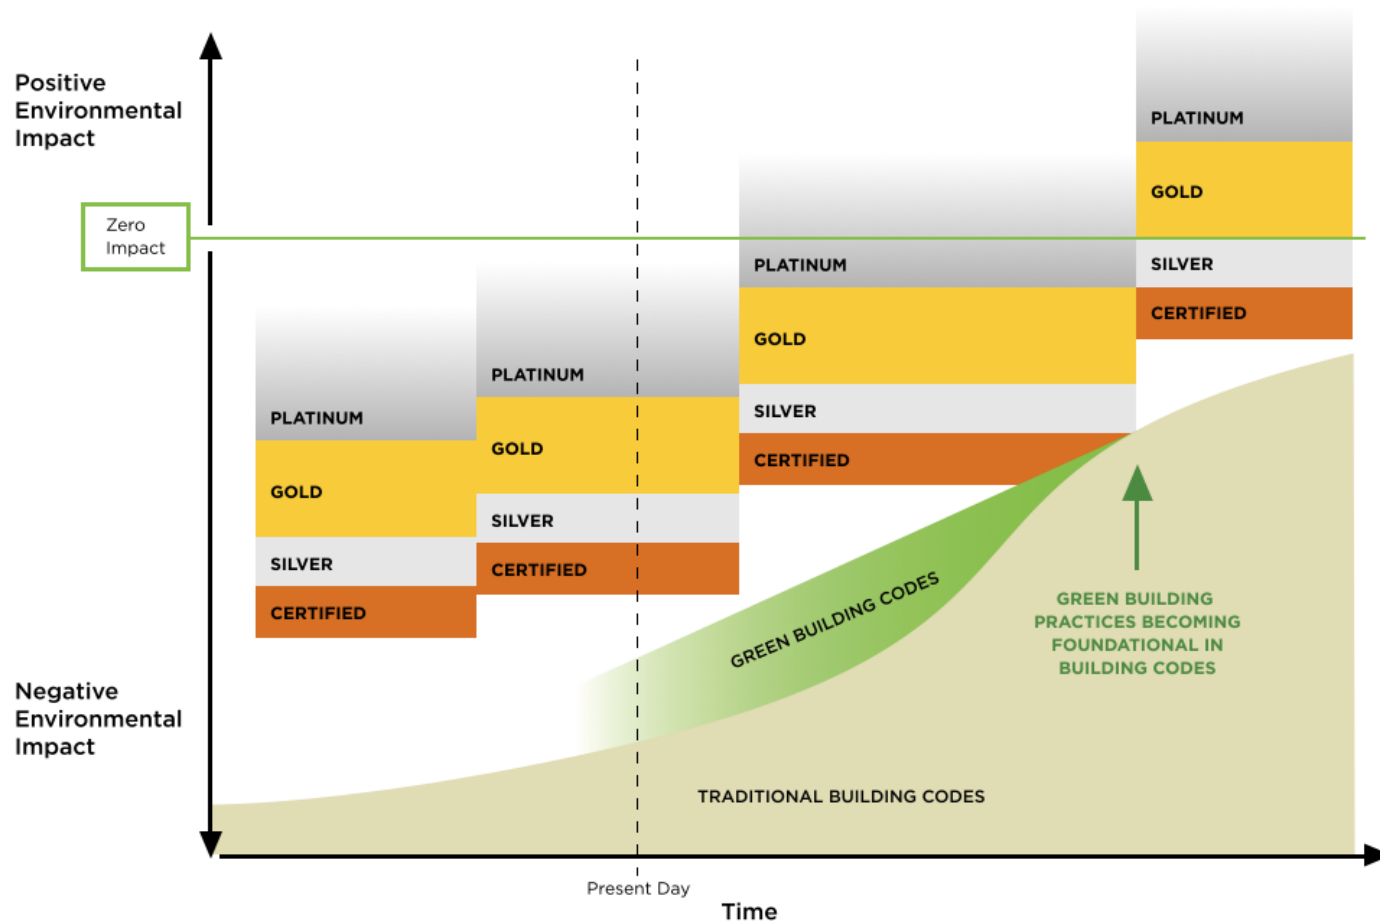 Positive
Environmental
Impact
Zero
Impact
PLATINUM
GOLD
SILVER
CERTIFIED
PLATINUM
GOLD
SILVER
CERTIFIED
PLATINUM
GOLD
SILVER
CERTIFIED
PLATINUM
GOLD
SILVER
CERTIFIED
GREEN BUILDING CODES
GREEN BUILDING
PRACTICES BECOMING
FOUNDATIONAL IN
BUILDING CODES
Negative
Environmental
Impact
TRADITIONAL BUILDING CODES
Present Day
Time